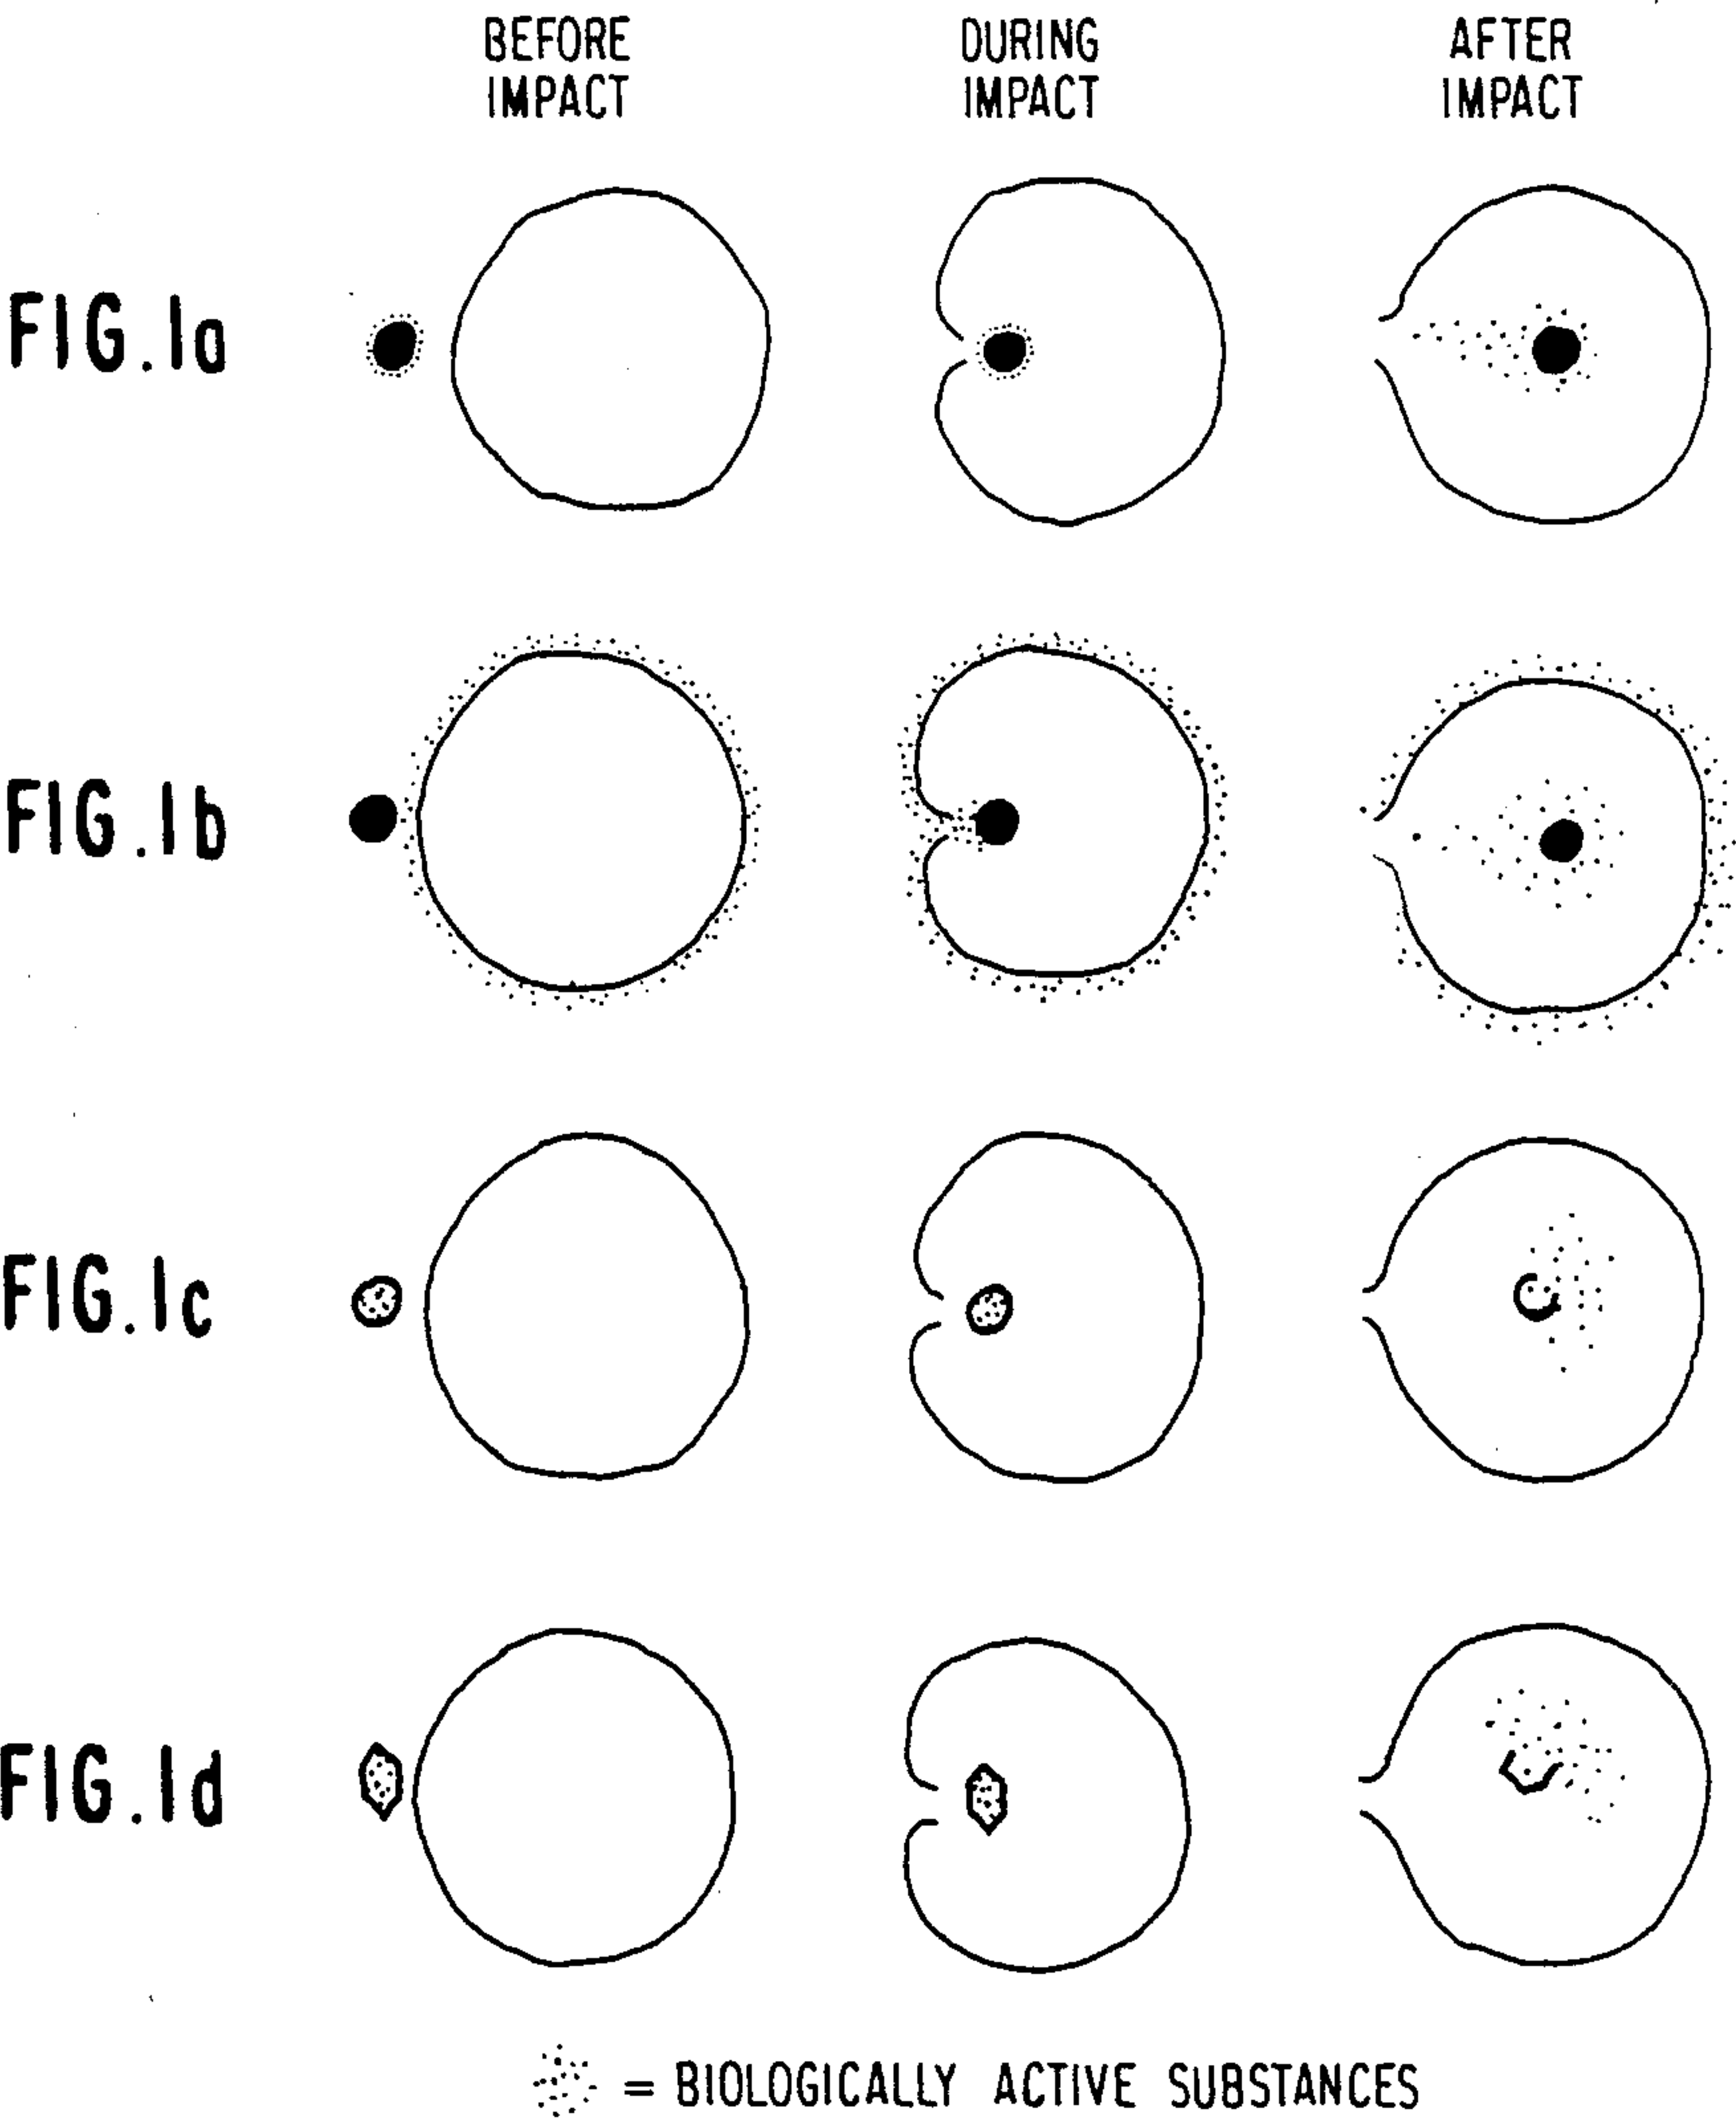 BEFORE IMPACT
DURING IMPACT
AFTER IMPACT
FIG.1a
FIG.1b
FIG.1c
FIG.1d
= BIOLOGICALLY ACTIVE SUBSTANCES